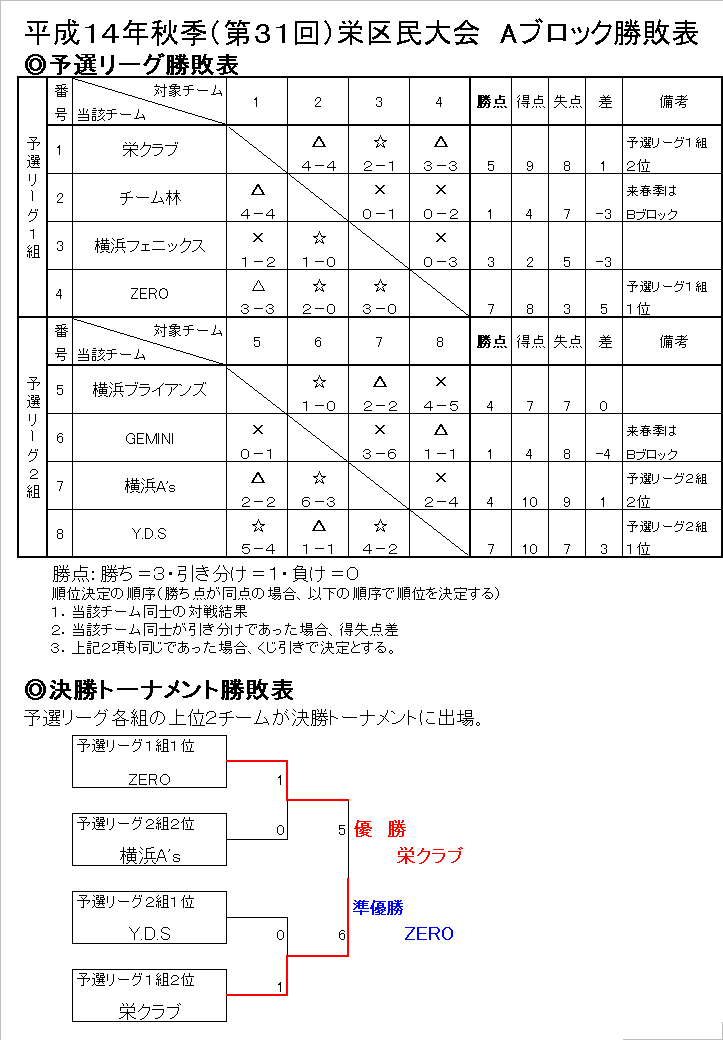 平成１４年秋季（第３１回）栄区民大会　Aブロック勝敗表
◎予選リーグ勝敗表
番号 対象チーム 当該チーム 1 2 3 4 勝点 得点 失点 差 備考
予選リーグ１組
1 栄クラブ △ 4－4 ☆ 2－1 △ 3－3 5 9 8 1 予選リーグ１組2位
2 チーム林 △ 4－4 × 0－1 × 0－2 1 4 7 -3 来春季はBブロック
3 横浜フェニックス × 1－2 ☆ 1－0 × 0－3 3 2 5 -3
4 ZERO △ 3－3 ☆ 2－0 ☆ 3－0 7 8 3 5 予選リーグ１組1位
番号 対象チーム 当該チーム 5 6 7 8 勝点 得点 失点 差 備考
予選リーグ２組
5 横浜ブライアンズ ☆ 1－0 △ 2－2 × 4－5 4 7 7 0
6 GEMINI × 0－1 × 3－6 △ 1－1 1 4 8 -4 来春季はBブロック
7 横浜A's △ 2－2 ☆ 6－3 × 2－4 4 10 9 1 予選リーグ２組2位
8 Y.D.S ☆ 5－4 △ 1－1 ☆ 4－2 7 10 7 3 予選リーグ２組1位
勝点：勝ち＝３・引き分け＝１・負け＝０
順位決定の順序（勝ち点が同点の場合、以下の順序で順位を決定する）
１．当該チーム同士の対戦結果
２．当該チーム同士が引き分けであった場合、得失点差
３．上記２項も同じであった場合、くじ引きで決定とする。
◎決勝トーナメント勝敗表
予選リーグ各組の上位２チームが決勝トーナメントに出場。
予選リーグ１組１位
ZERO
1
予選リーグ２組２位
0
5
優　勝
横浜A's
栄クラブ
予選リーグ２組１位
準優勝
Y.D.S
0
6
ZERO
予選リーグ１組２位
1
栄クラブ